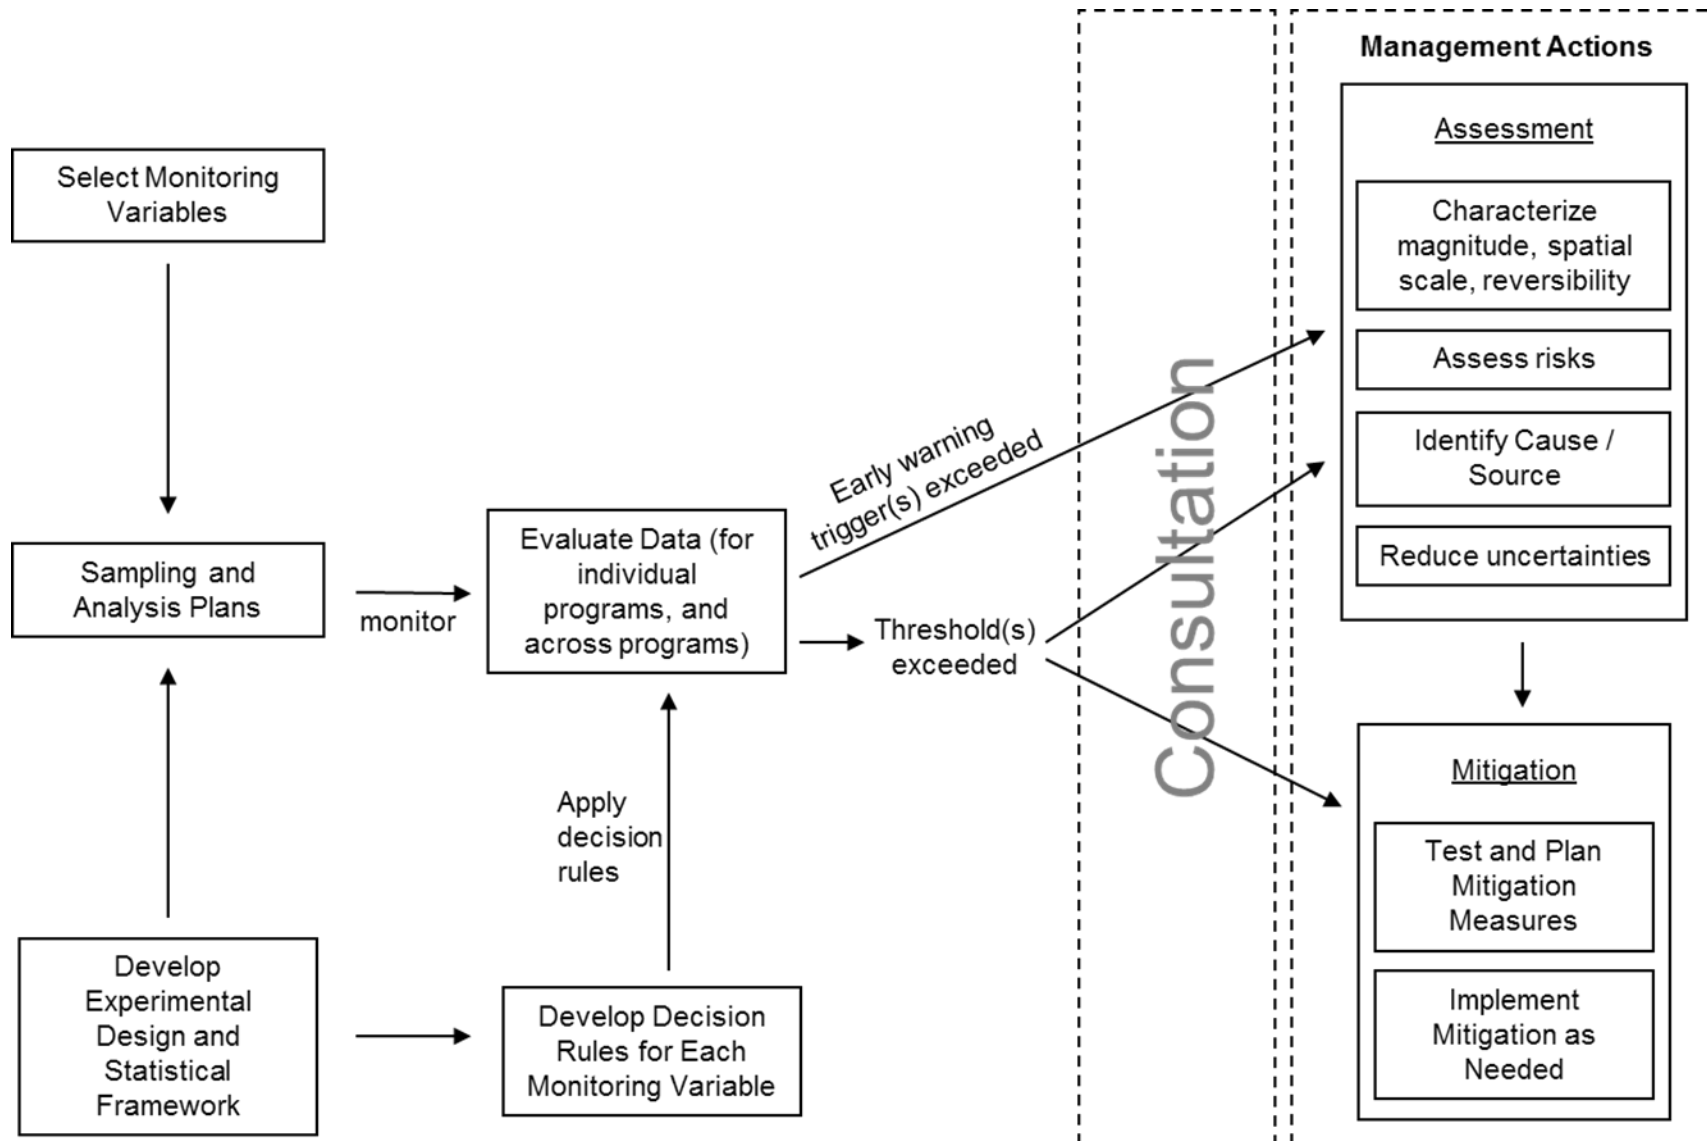 Select Monitoring
Variables
Sampling and
Analysis Plans
Develop
Experimental
Design and
Statistical
Framework
monitor
Evaluate Data (for
individual
programs, and
across programs)
Apply
decision
rules
Develop Decision
Rules for Each
Monitoring Variable
Early warning
trigger(s) exceeded
Threshold(s)
exceeded
Consultation
Management Actions
Assessment
Characterize
magnitude, spatial
scale, reversibility
Assess risks
Identify Cause /
Source
Reduce uncertainties
Mitigation
Test and Plan
Mitigation
Measures
Implement
Mitigation as
Needed